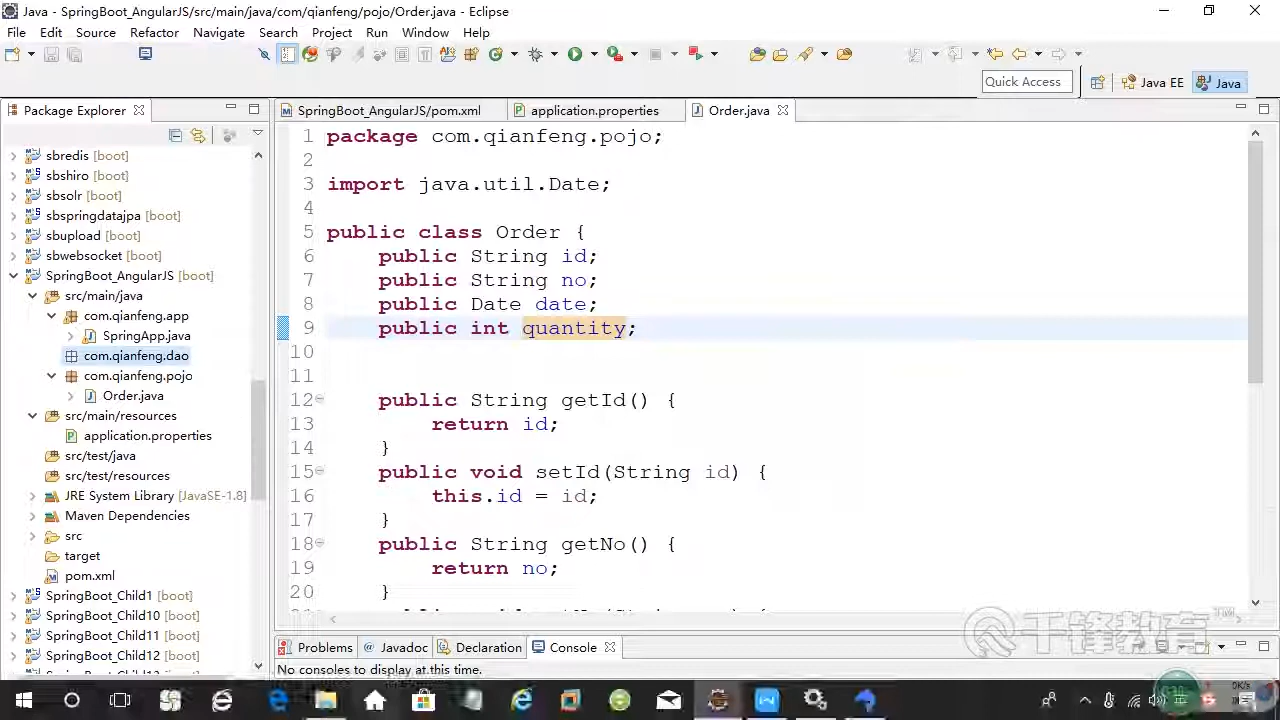 Java - SpringBoot_AngularJS/src/main/java/com/qianfeng/pojo/Order.java - Eclipse
File Edit Source Refactor Navigate Search Project Run Window Help
Quick Access
Java EE
Java
Package Explorer
SpringBoot_AngularJS/pom.xml
application.properties
Order.java
sbredis [boot]
sbshiro [boot]
sbsolr [boot]
sbspringdatajpa [boot]
sbupload [boot]
sbwebsocket [boot]
SpringBoot_AngularJS [boot]
src/main/java
com.qianfeng.app
SpringApp.java
com.qianfeng.dao
com.qianfeng.pojo
Order.java
src/main/resources
application.properties
src/test/java
src/test/resources
JRE System Library [JavaSE-1.8]
Maven Dependencies
src
target
pom.xml
SpringBoot_Child1 [boot]
SpringBoot_Child10 [boot]
SpringBoot_Child11 [boot]
SpringBoot_Child12 [boot]
1 package com.qianfeng.pojo;
2
3 import java.util.Date;
4
5 public class Order {
6 public String id;
7 public String no;
8 public Date date;
9 public int quantity;
10
11
12 public String getId() {
13 return id;
14 }
15 public void setId(String id) {
16 this.id = id;
17 }
18 public String getNo() {
19 return no;
20 }
千锋教育 TM
Problems
Javadoc
Declaration
Console
No consoles to display at this time.